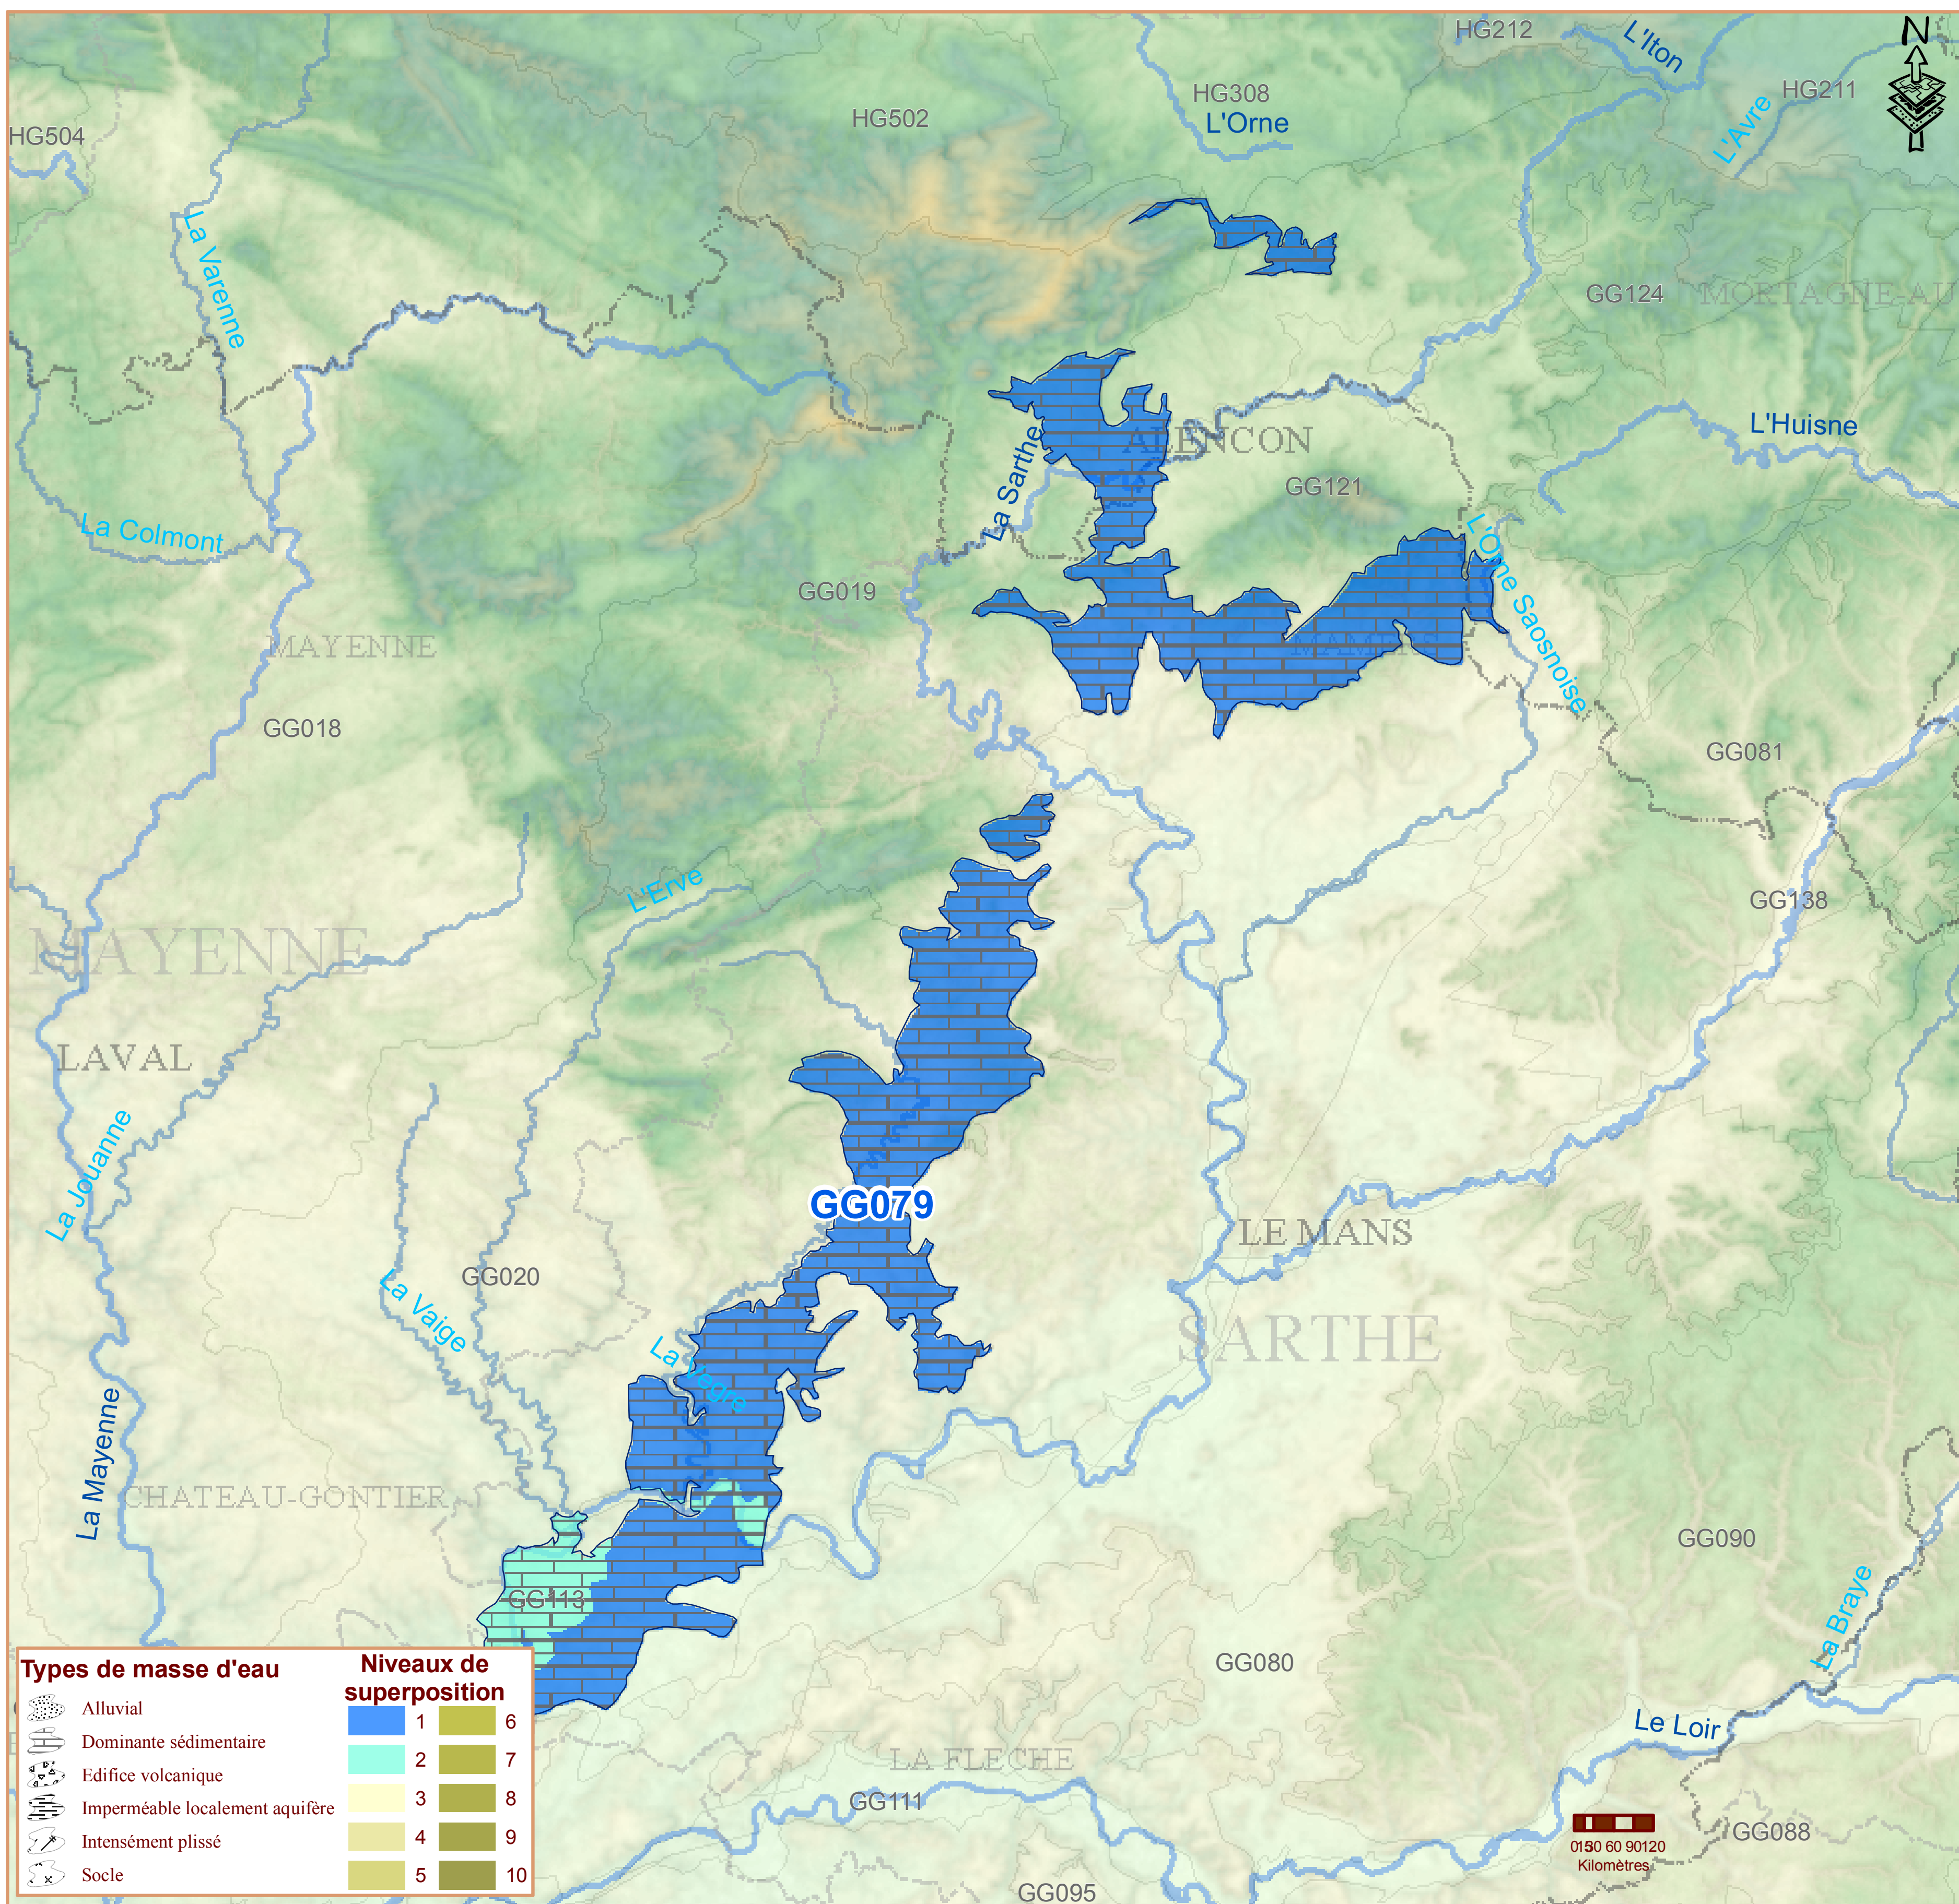 HG212
L'Iton
N
HG308
L'Orne
HG211
L'Avre
HG502
HG504
La Varenne
GG124
MORTAGNE-AU
L'Huisne
ALENCON
La Sarthe
GG121
La Colmont
L'Orne Saosnoise
GG019
MAYENNE
MAMERS
GG018
GG081
L'Erve
GG138
MAYENNE
LAVAL
La Jouanne
GG079
LE MANS
GG020
La Vaige
SARTHE
La Vegre
La Mayenne
CHATEAU-GONTIER
GG090
GG113
La Braye
GG080
Le Loir
LA FLECHE
GG111
GG088
GG095
Types de masse d'eau
Alluvial
Dominante sédimentaire
Edifice volcanique
Imperméable localement aquifère
Intensément plissé
Socle
Niveaux de
superposition
1 6
2 7
3 8
4 9
5 10
01530 60 90120
Kilomètres